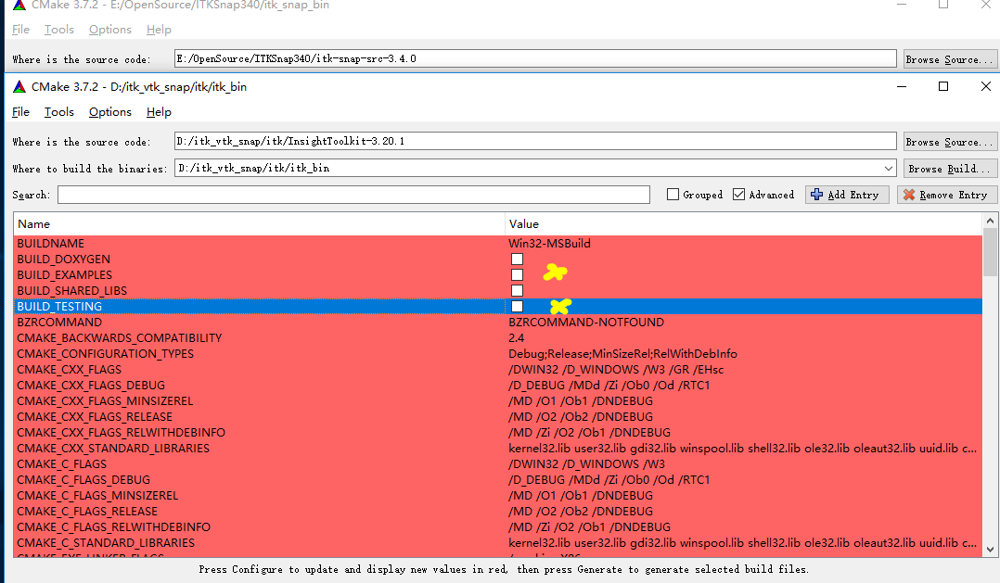 CMake 3.7.2 - E:/OpenSource/ITKSnap340/itk_snap_bin
File Tools Options Help
Where is the source code: E:/OpenSource/ITKSnap340/itk-snap-src-3.4.0 Browse Source...
CMake 3.7.2 - D:/itk_vtk_snap/itk/itk_bin
File Tools Options Help
Where is the source code: D:/itk_vtk_snap/itk/InsightToolkit-3.20.1 Browse Source...
Where to build the binaries: D:/itk_vtk_snap/itk/itk_bin Browse Build...
Search: Grouped Advanced Add Entry Remove Entry
Name Value
BUILDNAME Win32-MSBuild
BUILD_DOXYGEN
BUILD_EXAMPLES
BUILD_SHARED_LIBS
BUILD_TESTING
BZRCOMMAND BZRCOMMAND-NOTFOUND
CMAKE_BACKWARDS_COMPATIBILITY 2.4
CMAKE_CONFIGURATION_TYPES Debug;Release;MinSizeRel;RelWithDebInfo
CMAKE_CXX_FLAGS /DWIN32 /D_WINDOWS /W3 /GR /EHsc
CMAKE_CXX_FLAGS_DEBUG /D_DEBUG /MDd /Zi /Ob0 /Od /RTC1
CMAKE_CXX_FLAGS_MINSIZEREL /MD /O1 /Ob1 /DNDEBUG
CMAKE_CXX_FLAGS_RELEASE /MD /O2 /Ob2 /DNDEBUG
CMAKE_CXX_FLAGS_RELWITHDEBINFO /MD /Zi /O2 /Ob1 /DNDEBUG
CMAKE_CXX_STANDARD_LIBRARIES kernel32.lib user32.lib gdi32.lib winspool.lib shell32.lib ole32.lib oleaut32.lib uuid.lib c...
CMAKE_C_FLAGS /DWIN32 /D_WINDOWS /W3
CMAKE_C_FLAGS_DEBUG /D_DEBUG /MDd /Zi /Ob0 /Od /RTC1
CMAKE_C_FLAGS_MINSIZEREL /MD /O1 /Ob1 /DNDEBUG
CMAKE_C_FLAGS_RELEASE /MD /O2 /Ob2 /DNDEBUG
CMAKE_C_FLAGS_RELWITHDEBINFO /MD /Zi /O2 /Ob1 /DNDEBUG
CMAKE_C_STANDARD_LIBRARIES kernel32.lib user32.lib gdi32.lib winspool.lib shell32.lib ole32.lib oleaut32.lib uuid.lib c...
Press Configure to update and display new values in red, then press Generate to generate selected build files.